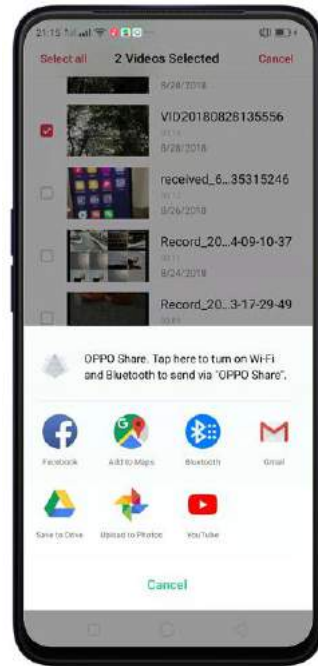 21:15
Select all
2 Videos Selected
Cancel
8/28/2018
VID20180828135556
8/28/2018
received_6...35315246
8/26/2018
Record_20...4-09-10-37
8/24/2018
Record_20...3-17-29-49
OPPO Share. Tap here to turn on Wi-Fi
and Bluetooth to send via "OPPO Share".
Facebook
Add to Maps
Bluetooth
Gmail
Save to Drive
Upload to Photos
YouTube
Cancel